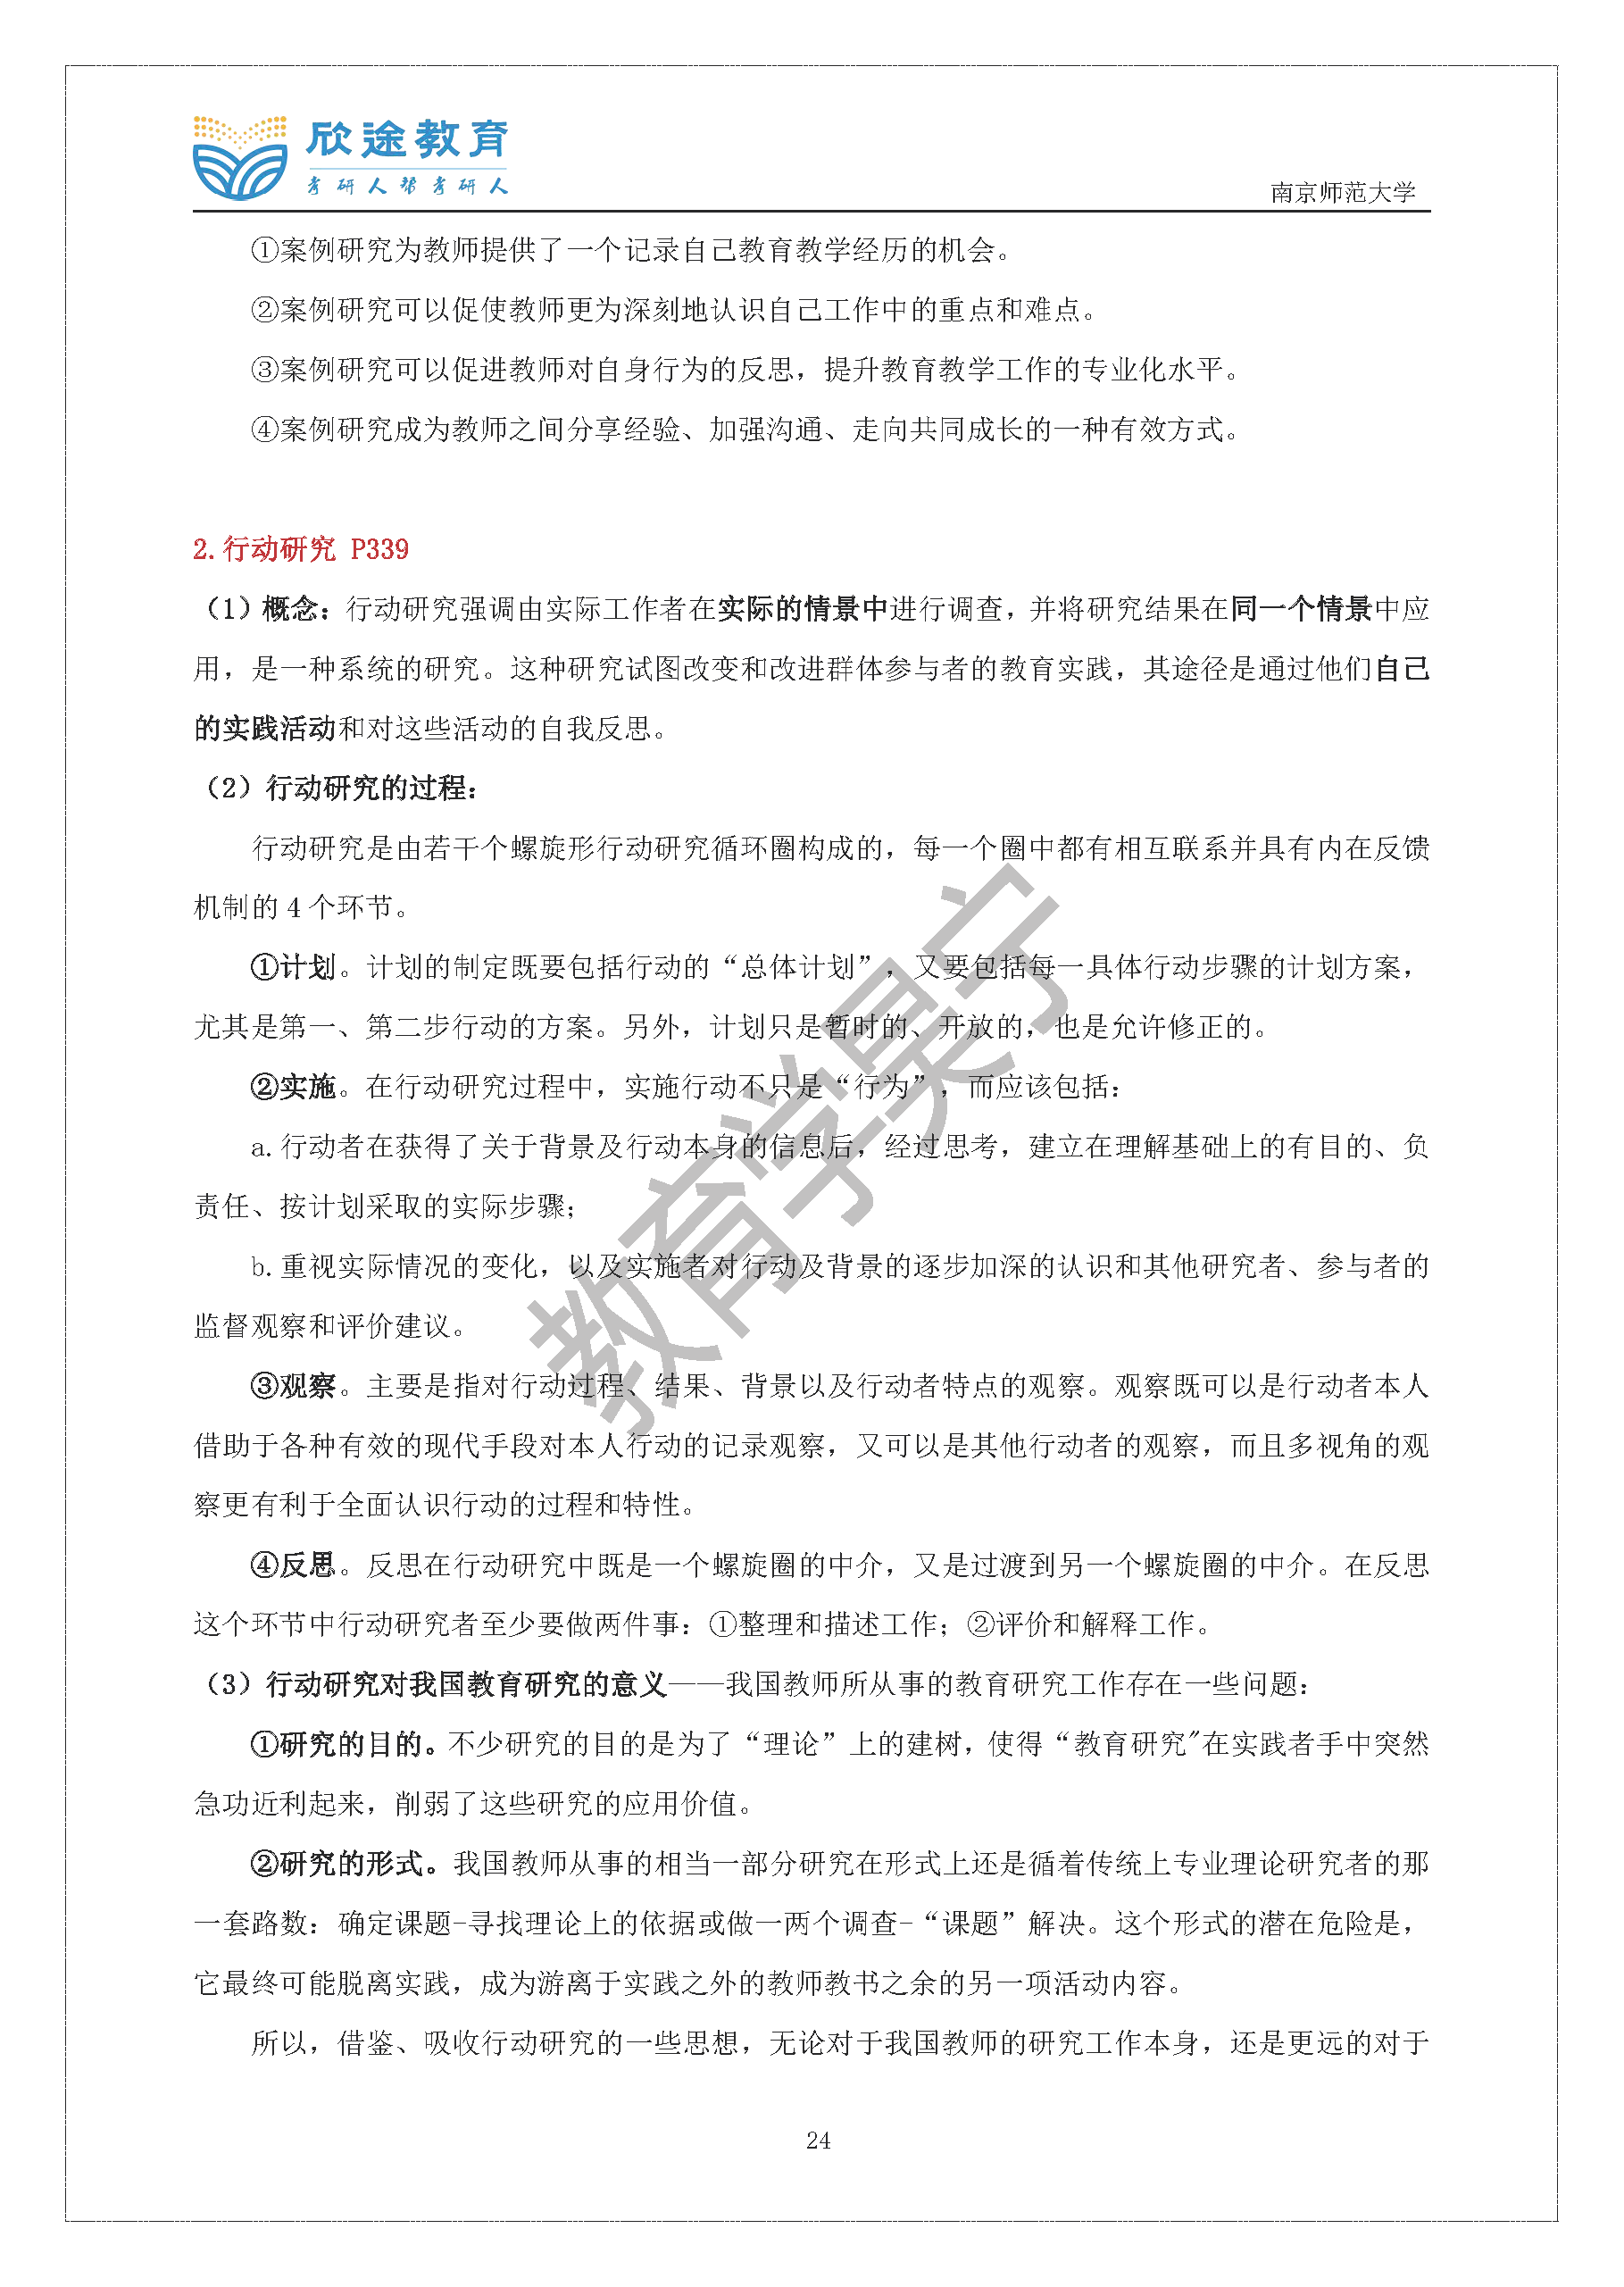 欣途教育
考研人帮考研人
南京师范大学
①案例研究为教师提供了一个记录自己教育教学经历的机会。
②案例研究可以促使教师更为深刻地认识自己工作中的重点和难点。
③案例研究可以促进教师对自身行为的反思，提升教育教学工作的专业化水平。
④案例研究成为教师之间分享经验、加强沟通、走向共同成长的一种有效方式。
2.行动研究 P339
（1）概念：行动研究强调由实际工作者在实际的情景中进行调查，并将研究结果在同一个情景中应
用，是一种系统的研究。这种研究试图改变和改进群体参与者的教育实践，其途径是通过他们自己
的实践活动和对这些活动的自我反思。
（2）行动研究的过程：
行动研究是由若干个螺旋形行动研究循环圈构成的，每一个圈中都有相互联系并具有内在反馈
机制的 4 个环节。
①计划。计划的制定既要包括行动的“总体计划”，又要包括每一具体行动步骤的计划方案，
尤其是第一、第二步行动的方案。另外，计划只是暂时的、开放的，也是允许修正的。
②实施。在行动研究过程中，实施行动不只是“行为”，而应该包括：
a.行动者在获得了关于背景及行动本身的信息后，经过思考，建立在理解基础上的有目的、负
责任、按计划采取的实际步骤；
b.重视实际情况的变化，以及实施者对行动及背景的逐步加深的认识和其他研究者、参与者的
监督观察和评价建议。
③观察。主要是指对行动过程、结果、背景以及行动者特点的观察。观察既可以是行动者本人
借助于各种有效的现代手段对本人行动的记录观察，又可以是其他行动者的观察，而且多视角的观
察更有利于全面认识行动的过程和特性。
④反思。反思在行动研究中既是一个螺旋圈的中介，又是过渡到另一个螺旋圈的中介。在反思
这个环节中行动研究者至少要做两件事：①整理和描述工作；②评价和解释工作。
（3）行动研究对我国教育研究的意义——我国教师所从事的教育研究工作存在一些问题：
①研究的目的。不少研究的目的是为了“理论”上的建树，使得“教育研究"在实践者手中突然
急功近利起来，削弱了这些研究的应用价值。
②研究的形式。我国教师从事的相当一部分研究在形式上还是循着传统上专业理论研究者的那
一套路数：确定课题-寻找理论上的依据或做一两个调查-“课题”解决。这个形式的潜在危险是，
它最终可能脱离实践，成为游离于实践之外的教师教书之余的另一项活动内容。
所以，借鉴、吸收行动研究的一些思想，无论对于我国教师的研究工作本身，还是更远的对于
教育学昊宁
24